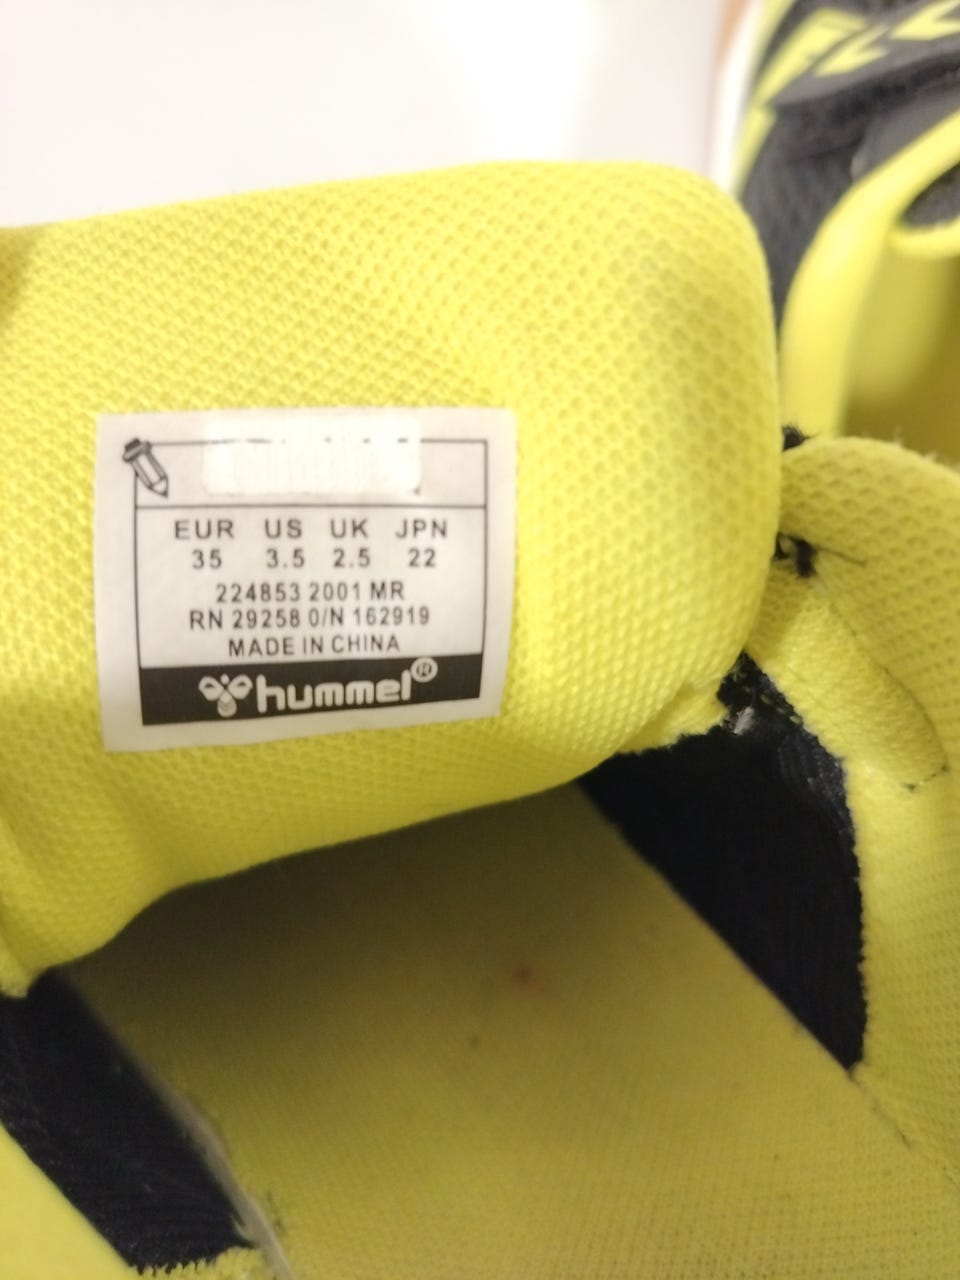 EUR US UK JPN
35 3.5 2.5 22
224853 2001 MR
RN 29258 0/N 162919
MADE IN CHINA
hummel®